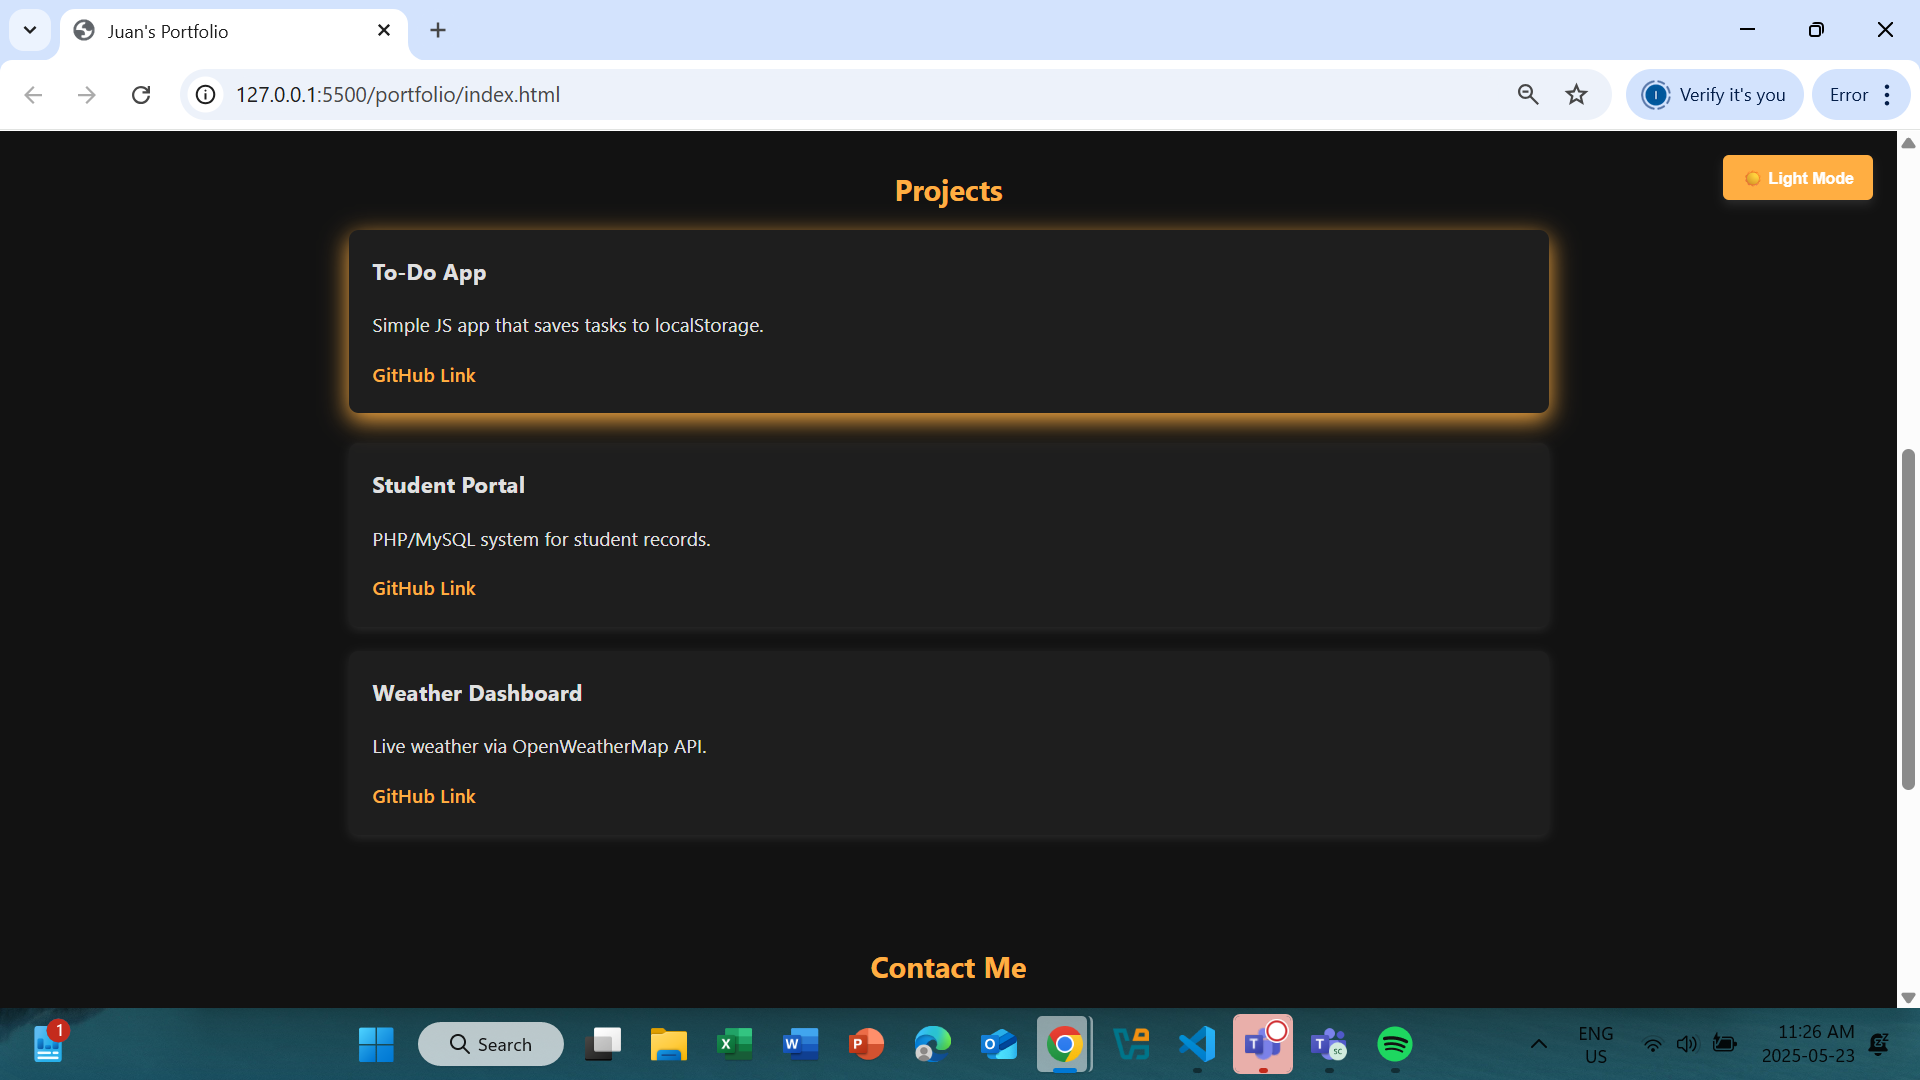 Juan's Portfolio
127.0.0.1:5500/portfolio/index.html
Verify it's you
Error
Light Mode
Projects
To-Do App
Simple JS app that saves tasks to localStorage.
GitHub Link
Student Portal
PHP/MySQL system for student records.
GitHub Link
Weather Dashboard
Live weather via OpenWeatherMap API.
GitHub Link
Contact Me
1
Search
ENG
US
11:26 AM
2025-05-23